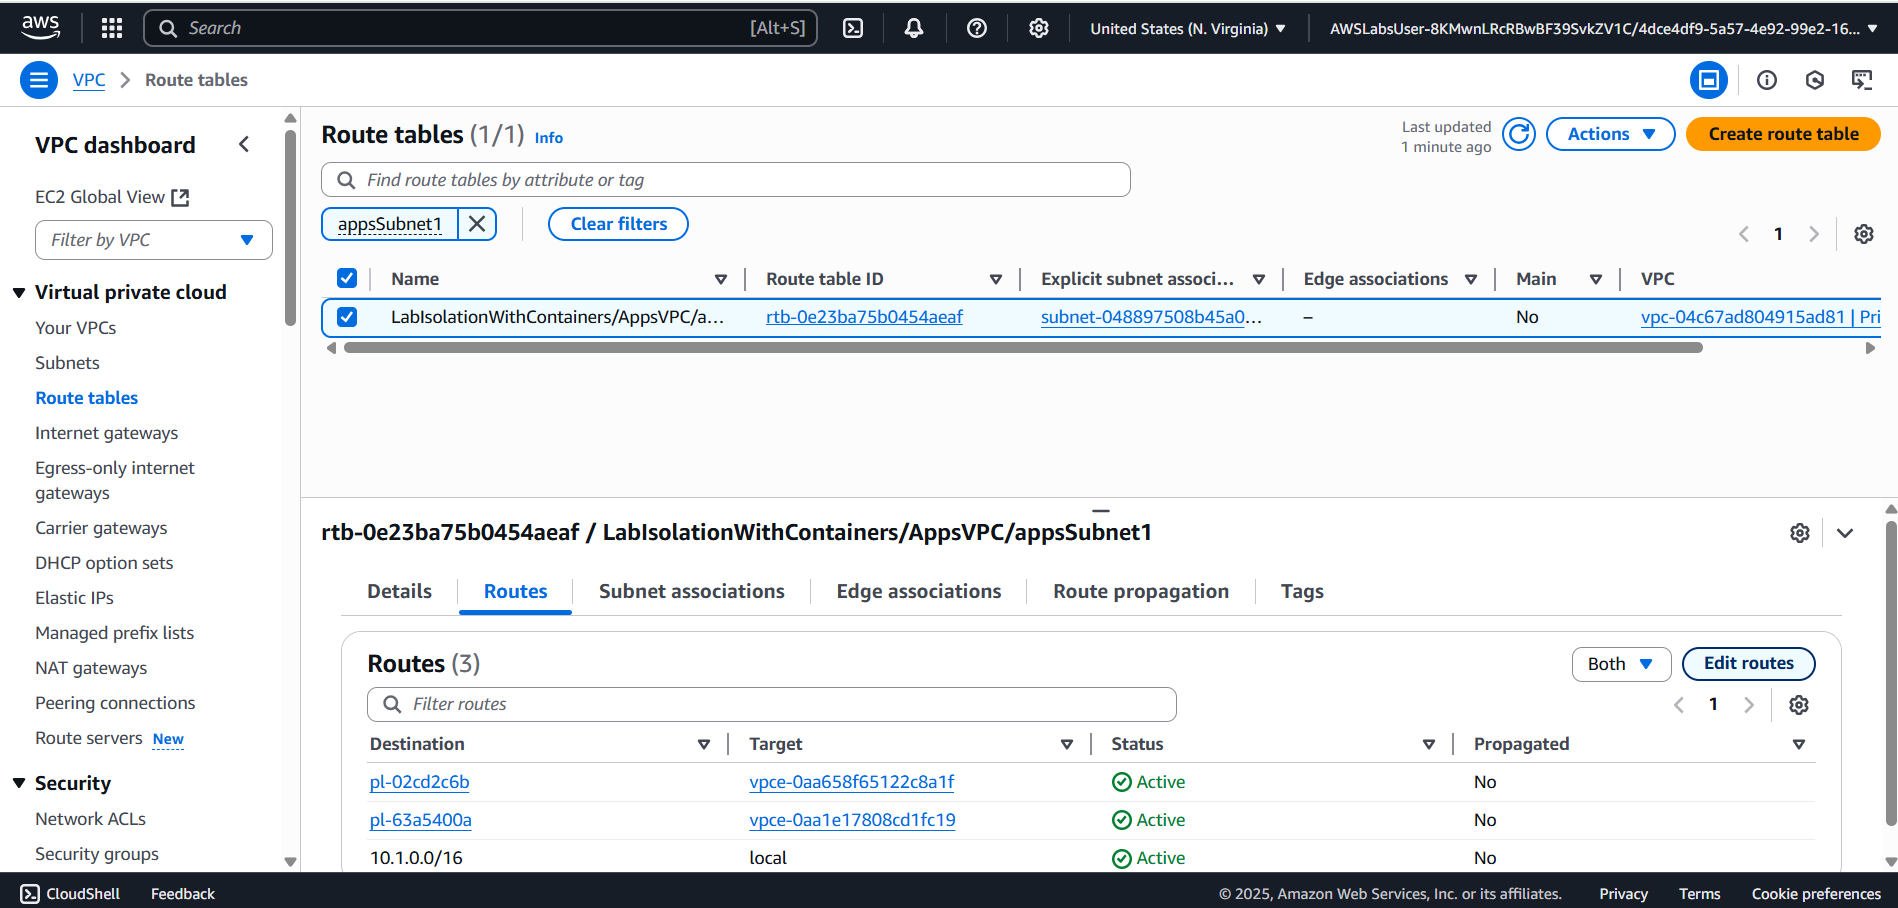 aws
Search [Alt+S]
United States (N. Virginia)
AWSLabsUser-8KMwnLRcRBwBF39SvkZV1C/4dce4df9-5a57-4e92-99e2-16...
VPC
Route tables
VPC dashboard
EC2 Global View
Filter by VPC
Virtual private cloud
Your VPCs
Subnets
Route tables
Internet gateways
Egress-only internet
gateways
Carrier gateways
DHCP option sets
Elastic IPs
Managed prefix lists
NAT gateways
Peering connections
Route servers New
Security
Network ACLs
Security groups
Route tables (1/1) Info
Last updated
1 minute ago
Actions
Create route table
Find route tables by attribute or tag
appsSubnet1
Clear filters
1
Name Route table ID Explicit subnet associ... Edge associations Main VPC
LabIsolationWithContainers/AppsVPC/a... rtb-0e23ba75b0454aeaf subnet-048897508b45a0... – No vpc-04c67ad804915ad81 | Pri
rtb-0e23ba75b0454aeaf / LabIsolationWithContainers/AppsVPC/appsSubnet1
Details Routes Subnet associations Edge associations Route propagation Tags
Routes (3)
Both
Edit routes
Filter routes
1
Destination Target Status Propagated
pl-02cd2c6b vpce-0aa658f65122c8a1f Active No
pl-63a5400a vpce-0aa1e17808cd1fc19 Active No
10.1.0.0/16 local Active No
CloudShell Feedback
© 2025, Amazon Web Services, Inc. or its affiliates. Privacy Terms Cookie preferences